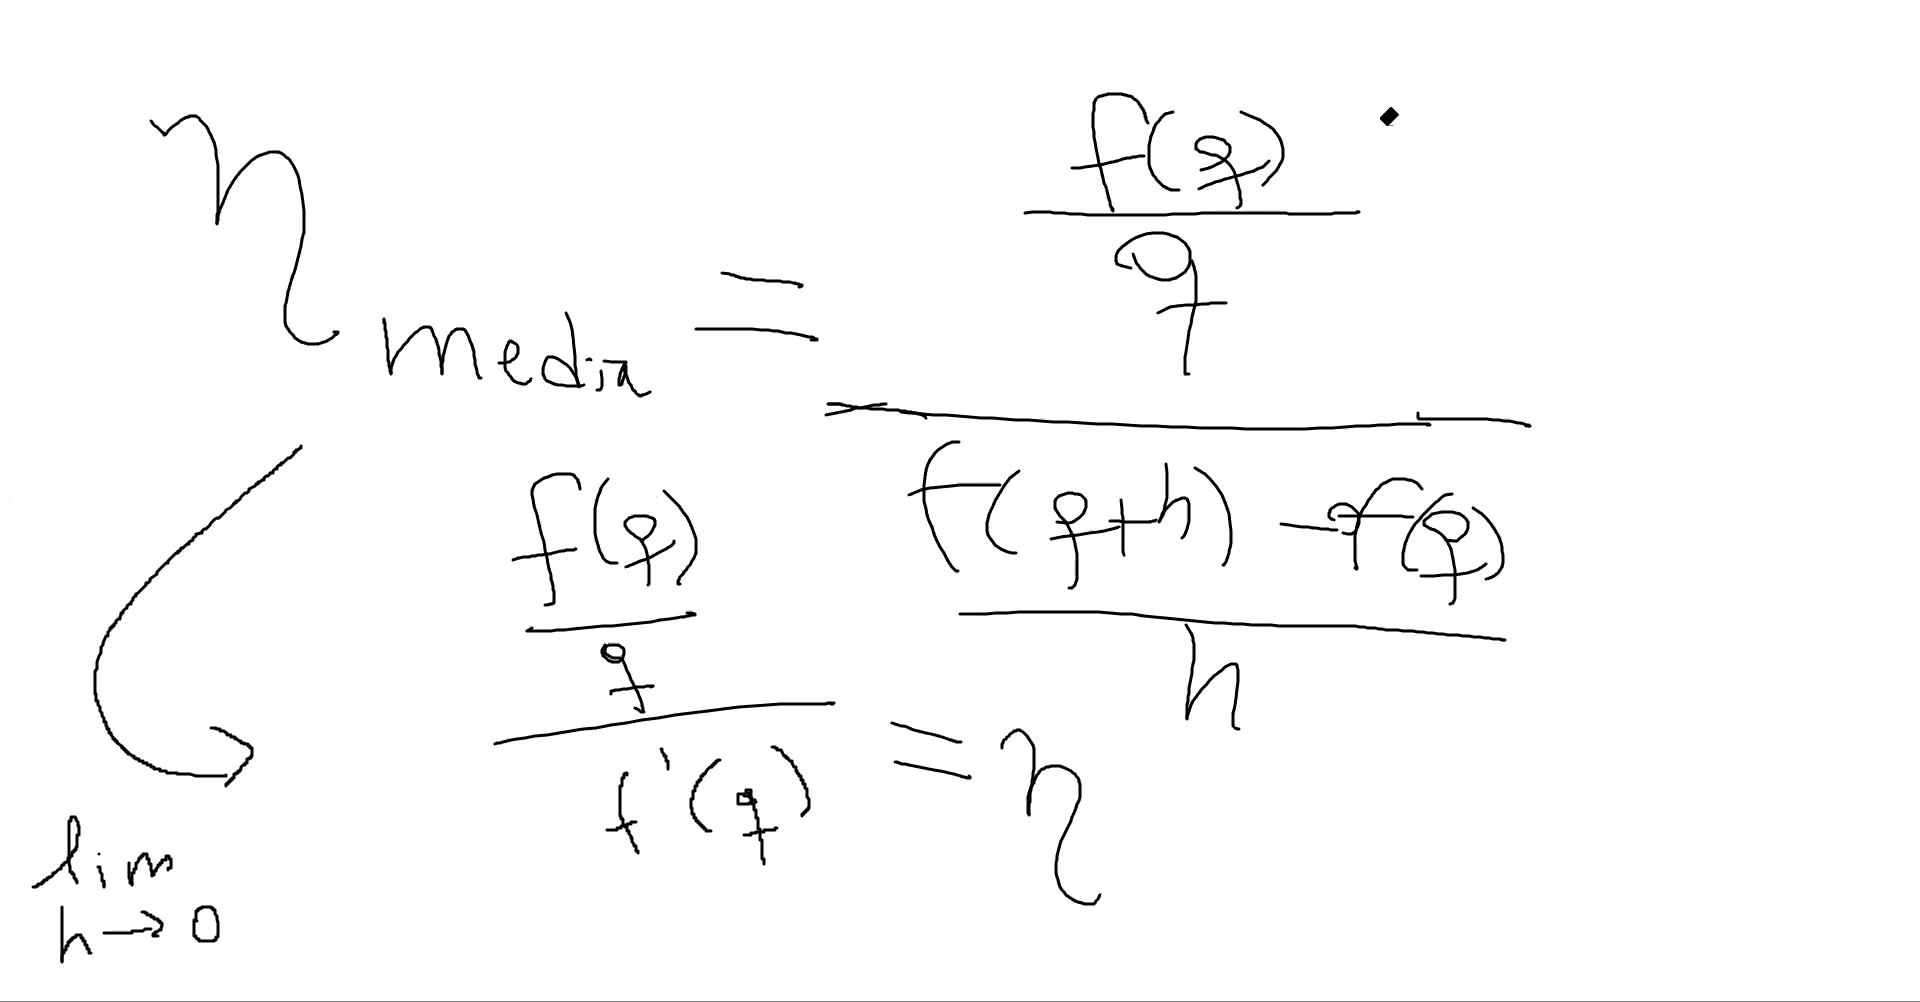 η media = f(q) / q
f(q+h) - f(q) / h
f(q) / q / f'(q) = η
lim
h → 0